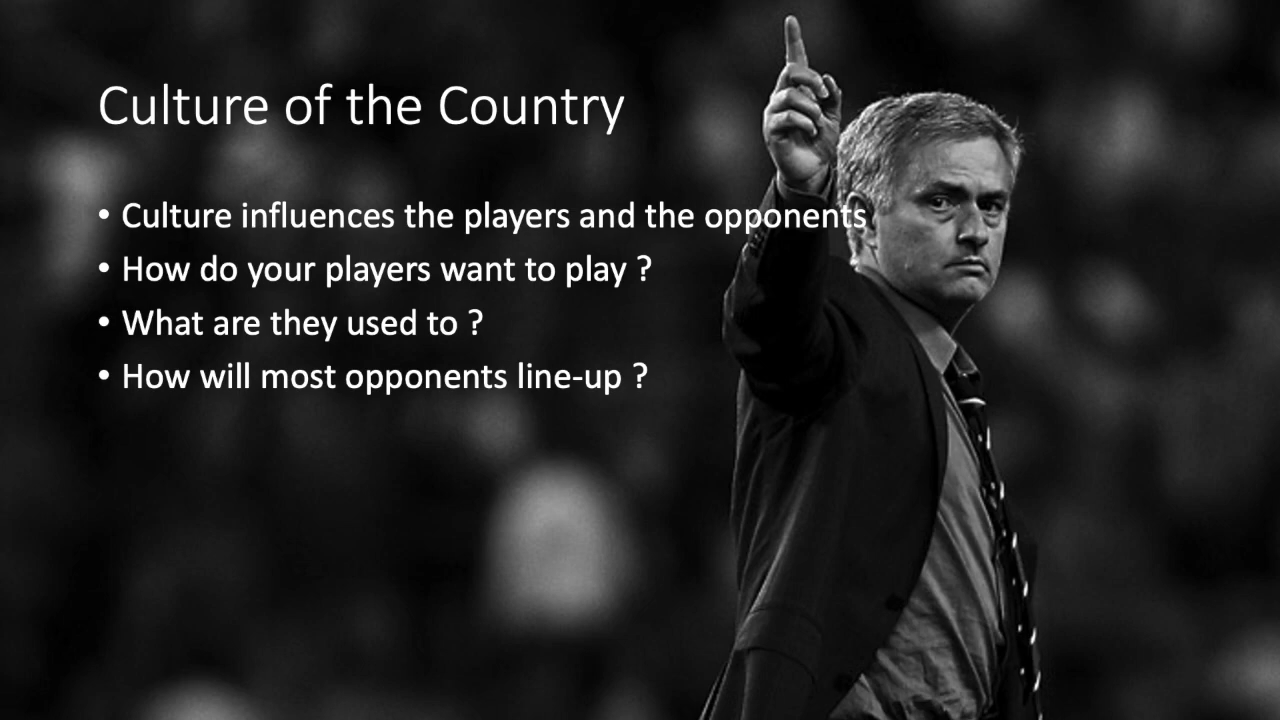 Culture of the Country
• Culture influences the players and the opponents
• How do your players want to play ?
• What are they used to ?
• How will most opponents line-up ?